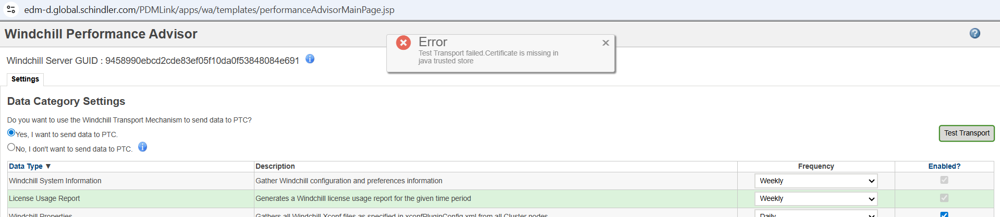 edm-d.global.schindler.com/PDMLink/apps/wa/templates/performanceAdvisorMainPage.jsp
Windchill Performance Advisor
Error
Test Transport failed.Certificate is missing in
java trusted store
Windchill Server GUID : 9458990ebcd2cde83ef05f10da0f53848084e691
Settings
Data Category Settings
Do you want to use the Windchill Transport Mechanism to send data to PTC?
Yes, I want to send data to PTC.
Test Transport
No, I don't want to send data to PTC.
Data Type ▼ Description Frequency Enabled?
Windchill System Information Gather Windchill configuration and preferences information Weekly
License Usage Report Generates a Windchill license usage report for the given time period Weekly
Windchill Properties Gathers all Windchill Xconf files as specified in xconfPluginConfig.xml from all Cluster nodes Daily